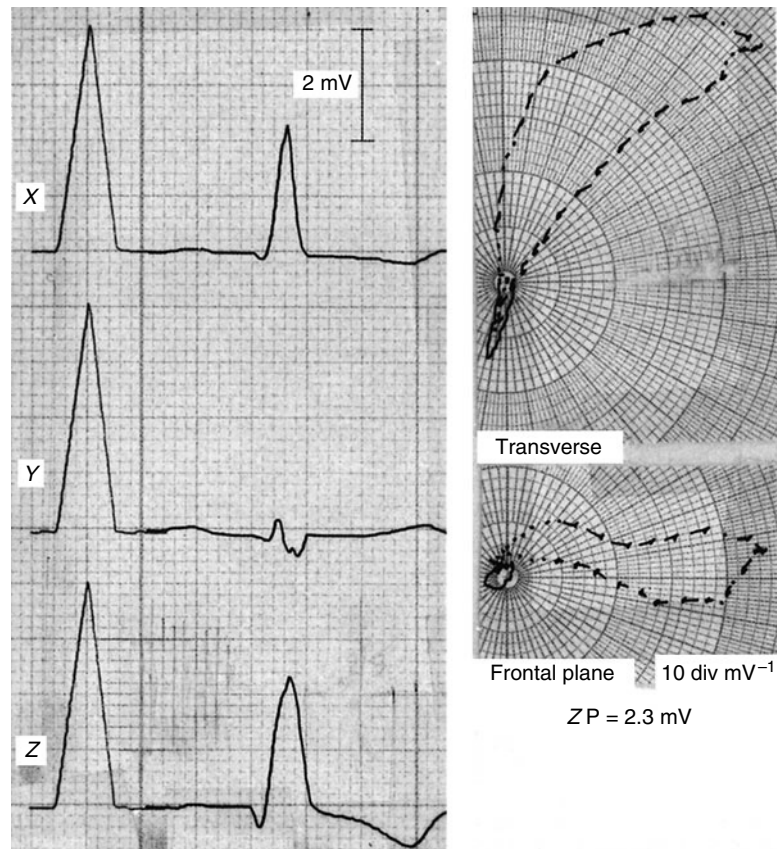 2 mV
X
Y
Z
Transverse
Frontal plane 10 div mV⁻¹
Z P = 2.3 mV